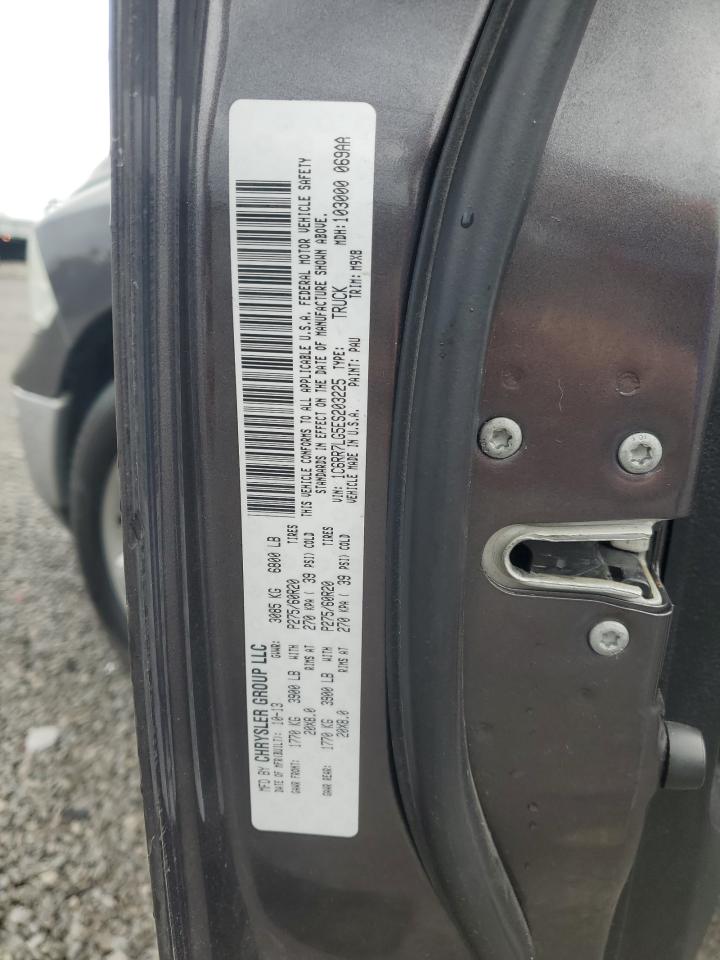 MFD BY CHRYSLER GROUP LLC
DATE OF MFR(BUILT): 10-13 GVWR: 3085 KG 6800 LB
GAWR FRONT: 1770 KG 3900 LB WITH P275/60R20 TIRES
20X8.0 RIMS AT 270 KPA ( 39 PSI) COLD
GAWR REAR: 1770 KG 3900 LB WITH P275/60R20 TIRES
20X8.0 RIMS AT 270 KPA ( 39 PSI) COLD
THIS VEHICLE CONFORMS TO ALL APPLICABLE U.S.A. FEDERAL MOTOR VEHICLE SAFETY
STANDARDS IN EFFECT ON THE DATE OF MANUFACTURE SHOWN ABOVE.
VIN: 1C6RR7LG5ES203225 TYPE: TRUCK MDH: 103000 069AA
VEHICLE MADE IN U.S.A. PAINT: PAU TRIM: M9X8